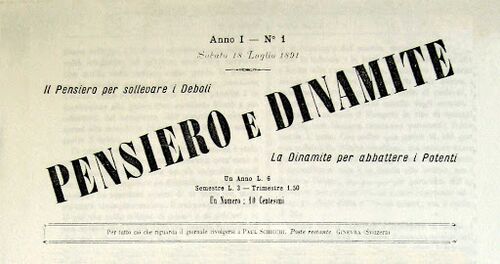 Anno I — N° 1
Sabato 18 Luglio 1891
Il Pensiero per sollevare i Deboli
PENSIERO E DINAMITE
La Dinamite per abbattere i Potenti
Un Anno L. 6
Semestre L. 3 — Trimestre 1.50
Un Numero : 10 Centesimi
Per tutto ciò che riguarda il giornale rivolgersi a PAUL SCHICCHI. Poste restante. GINEVRA (Svizzera)